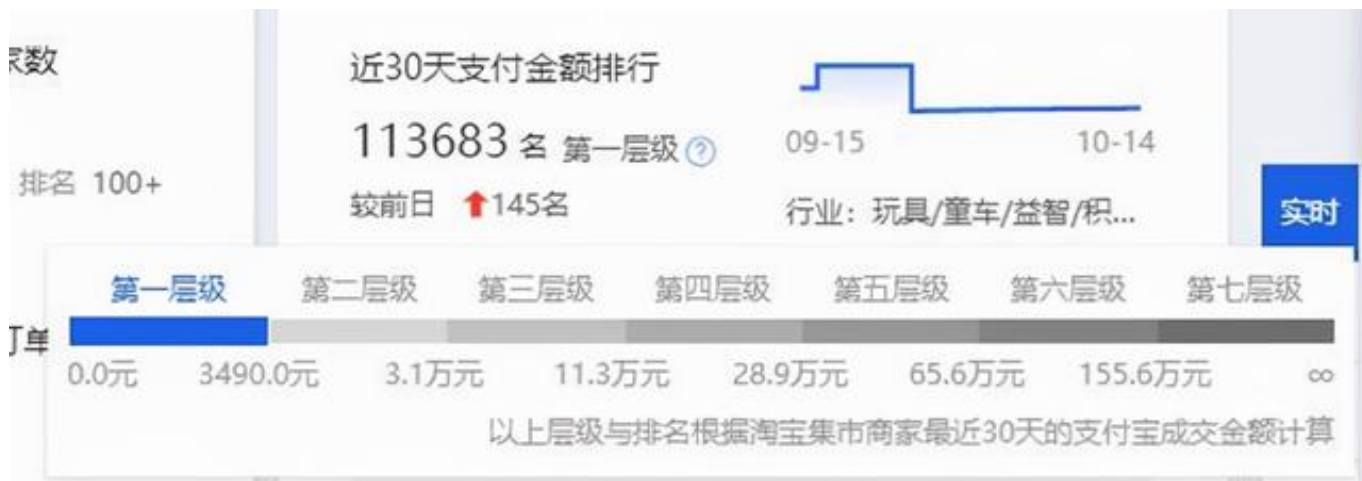 家数
近30天支付金额排行
113683 名 第一层级 ?
09-15 10-14
排名 100+
较前日 145名
行业：玩具/童车/益智/积...
实时
第一层级 第二层级 第三层级 第四层级 第五层级 第六层级 第七层级
订单
0.0元 3490.0元 3.1万元 11.3万元 28.9万元 65.6万元 155.6万元 ∞
以上层级与排名根据淘宝集市商家最近30天的支付宝成交金额计算